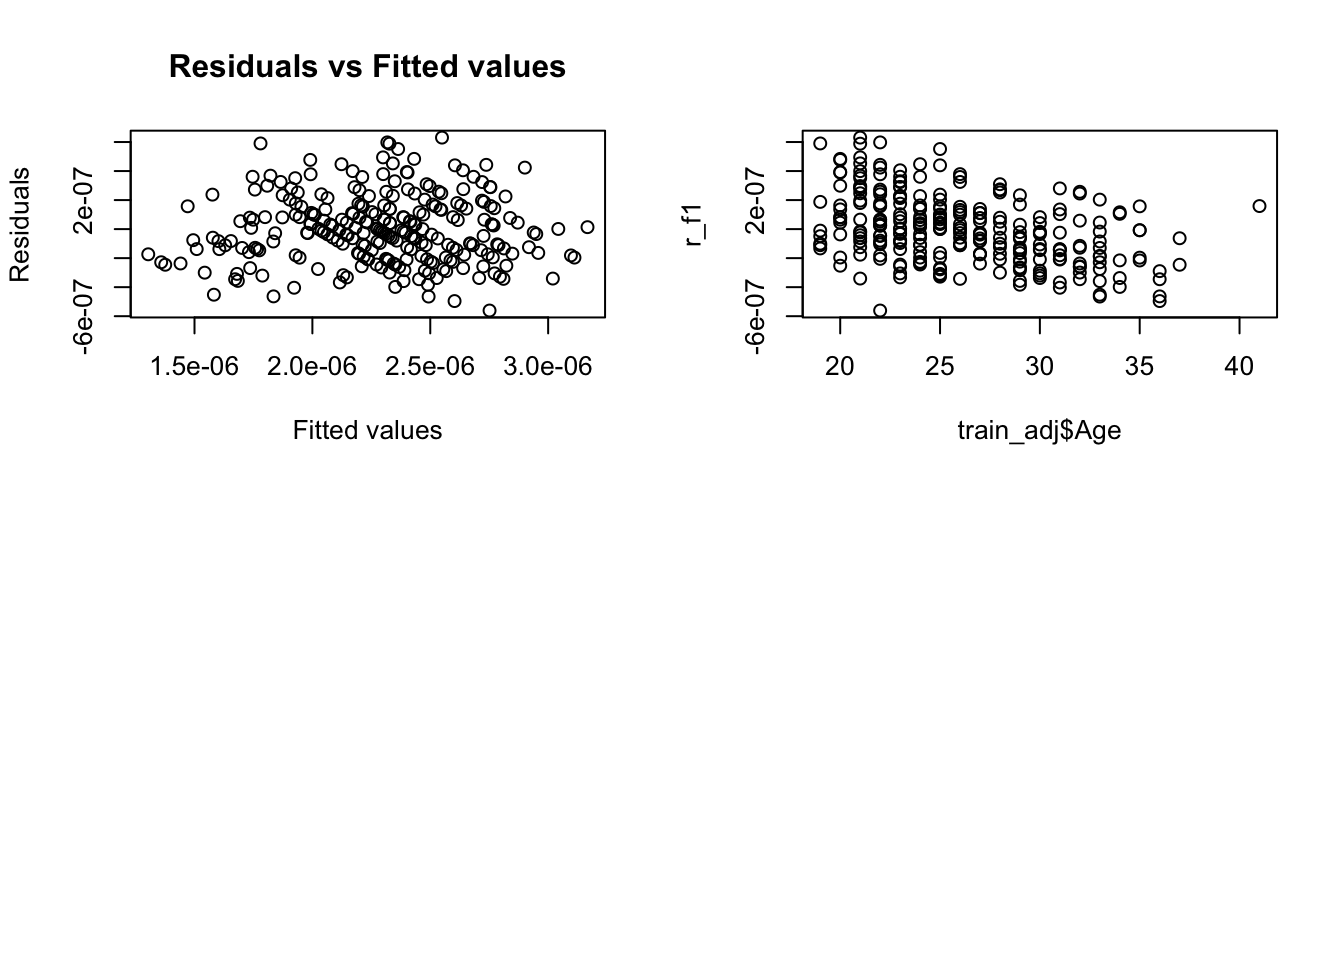 Residuals vs Fitted values
Residuals
2e-07
-6e-07
1.5e-06 2.0e-06 2.5e-06 3.0e-06
Fitted values
r_f1
2e-07
-6e-07
20 25 30 35 40
train_adj$Age